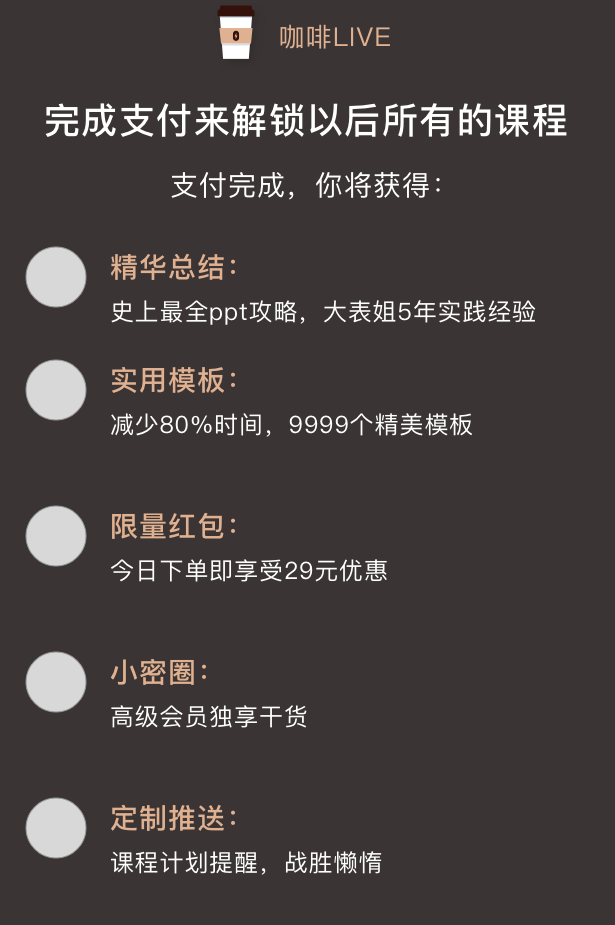 咖啡LIVE
完成支付来解锁以后所有的课程
支付完成，你将获得：
精华总结：
史上最全ppt攻略，大表姐5年实践经验
实用模板：
减少80%时间，9999个精美模板
限量红包：
今日下单即享受29元优惠
小密圈：
高级会员独享干货
定制推送：
课程计划提醒，战胜懒惰